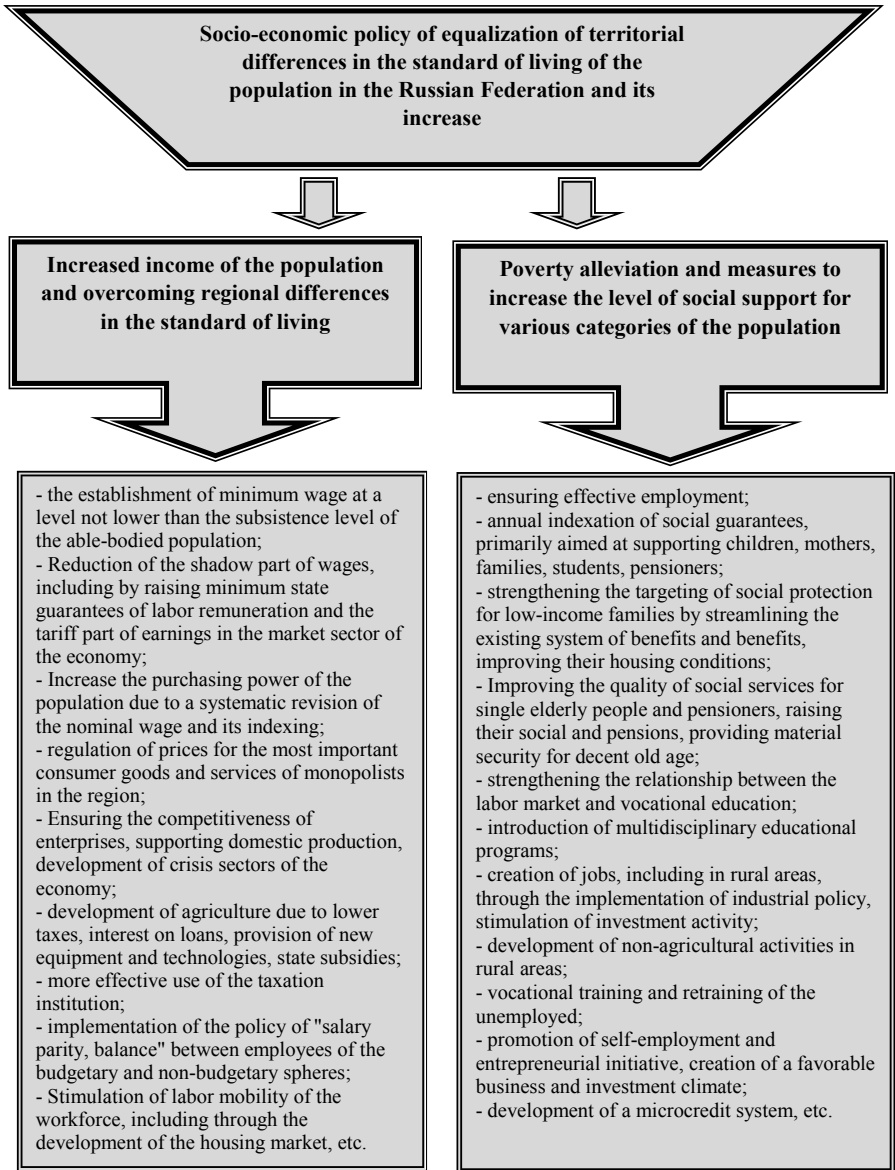 Socio-economic policy of equalization of territorial
differences in the standard of living of the
population in the Russian Federation and its
increase
Increased income of the population
and overcoming regional differences
in the standard of living
Poverty alleviation and measures to
increase the level of social support for
various categories of the population
- the establishment of minimum wage at a
level not lower than the subsistence level of
the able-bodied population;
- Reduction of the shadow part of wages,
including by raising minimum state
guarantees of labor remuneration and the
tariff part of earnings in the market sector of
the economy;
- Increase the purchasing power of the
population due to a systematic revision of
the nominal wage and its indexing;
- regulation of prices for the most important
consumer goods and services of monopolists
in the region;
- Ensuring the competitiveness of
enterprises, supporting domestic production,
development of crisis sectors of the
economy;
- development of agriculture due to lower
taxes, interest on loans, provision of new
equipment and technologies, state subsidies;
- more effective use of the taxation
institution;
- implementation of the policy of "salary
parity, balance" between employees of the
budgetary and non-budgetary spheres;
- Stimulation of labor mobility of the
workforce, including through the
development of the housing market, etc.
- ensuring effective employment;
- annual indexation of social guarantees,
primarily aimed at supporting children, mothers,
families, students, pensioners;
- strengthening the targeting of social protection
for low-income families by streamlining the
existing system of benefits and benefits,
improving their housing conditions;
- Improving the quality of social services for
single elderly people and pensioners, raising
their social and pensions, providing material
security for decent old age;
- strengthening the relationship between the
labor market and vocational education;
- introduction of multidisciplinary educational
programs;
- creation of jobs, including in rural areas,
through the implementation of industrial policy,
stimulation of investment activity;
- development of non-agricultural activities in
rural areas;
- vocational training and retraining of the
unemployed;
- promotion of self-employment and
entrepreneurial initiative, creation of a favorable
business and investment climate;
- development of a microcredit system, etc.